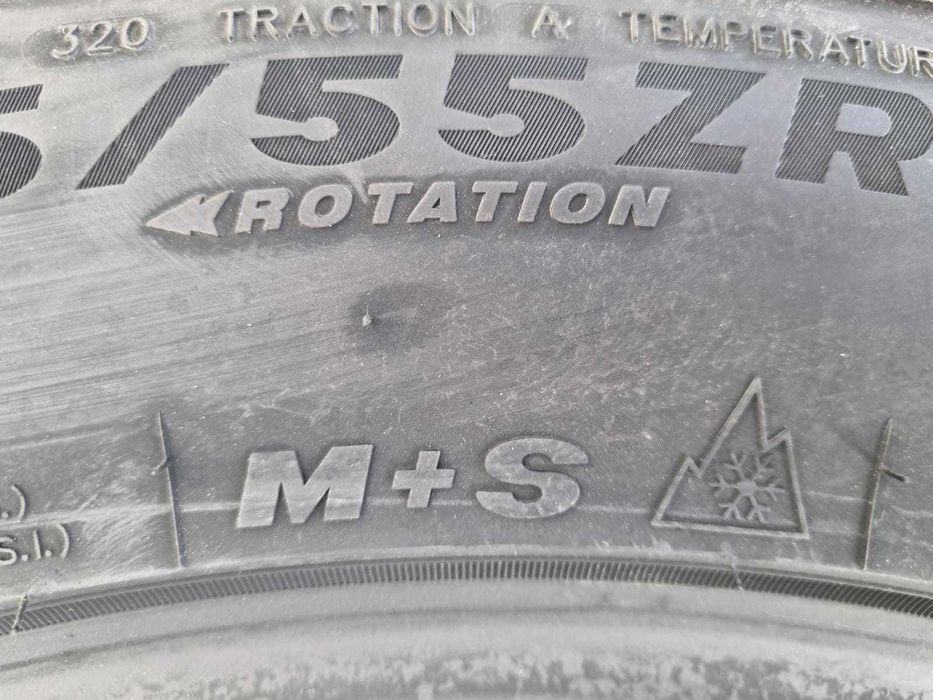 320 TRACTION A TEMPERATUR
5/55ZR
ROTATION
M+S
.)
S.I.)